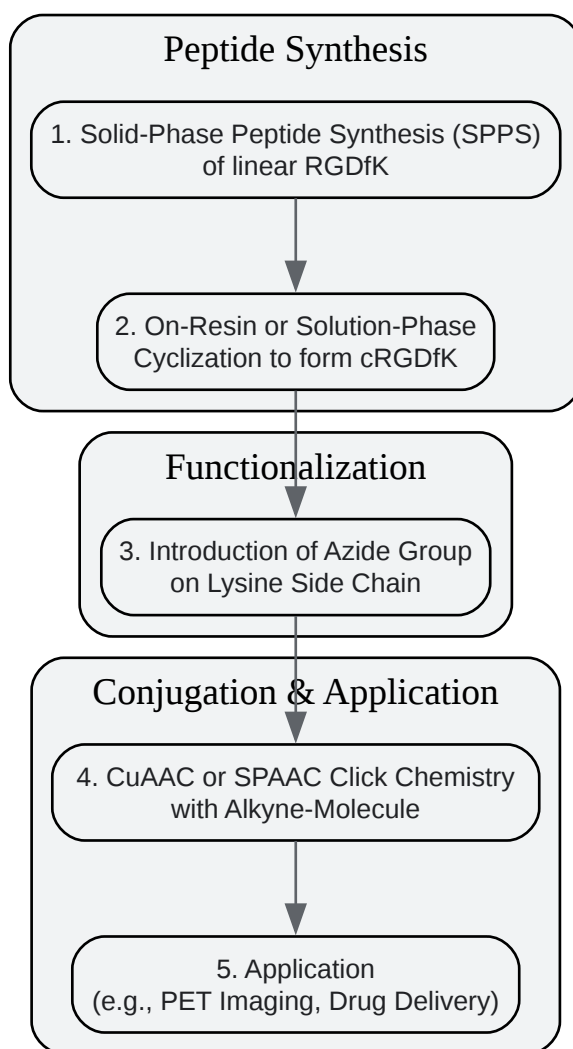 Peptide Synthesis
1. Solid-Phase Peptide Synthesis (SPPS)
of linear RGDfK
2. On-Resin or Solution-Phase
Cyclization to form cRGDfK
Functionalization
3. Introduction of Azide Group
on Lysine Side Chain
Conjugation & Application
4. CuAAC or SPAAC Click Chemistry
with Alkyne-Molecule
5. Application
(e.g., PET Imaging, Drug Delivery)